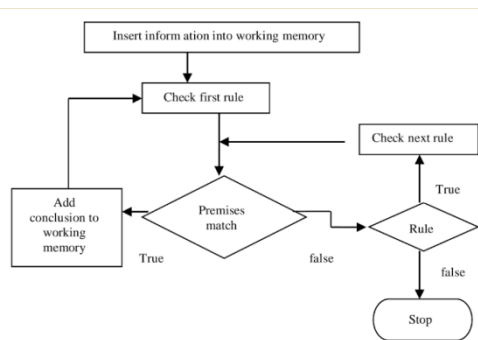 Insert inform ation into working memory
Check first rule
Check next rule
Add
conclusion to
working
memory
Premises
match
True
false
True
Rule
false
Stop